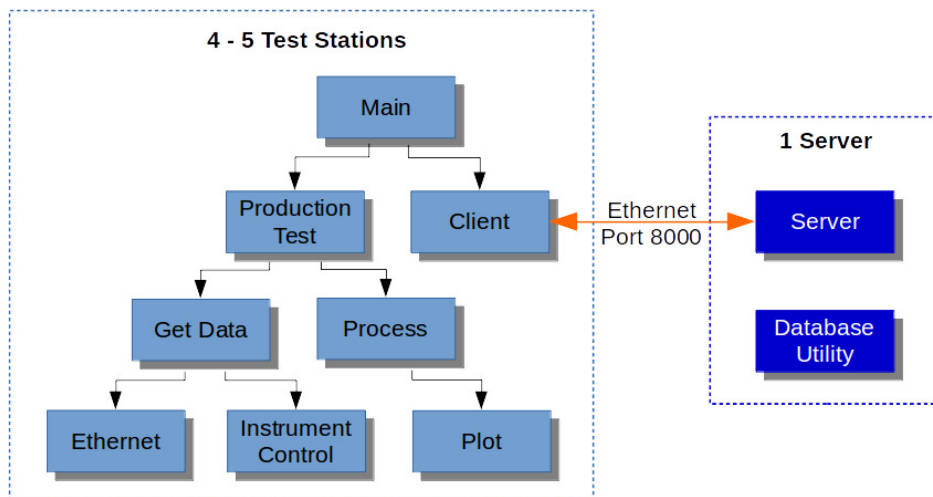 4 - 5 Test Stations
Main
1 Server
Production
Test
Client
Ethernet
Port 8000
Server
Get Data
Process
Database
Utility
Ethernet
Instrument
Control
Plot